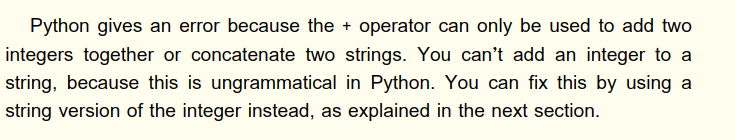 Python gives an error because the + operator can only be used to add two
integers together or concatenate two strings. You can’t add an integer to a
string, because this is ungrammatical in Python. You can fix this by using a
string version of the integer instead, as explained in the next section.